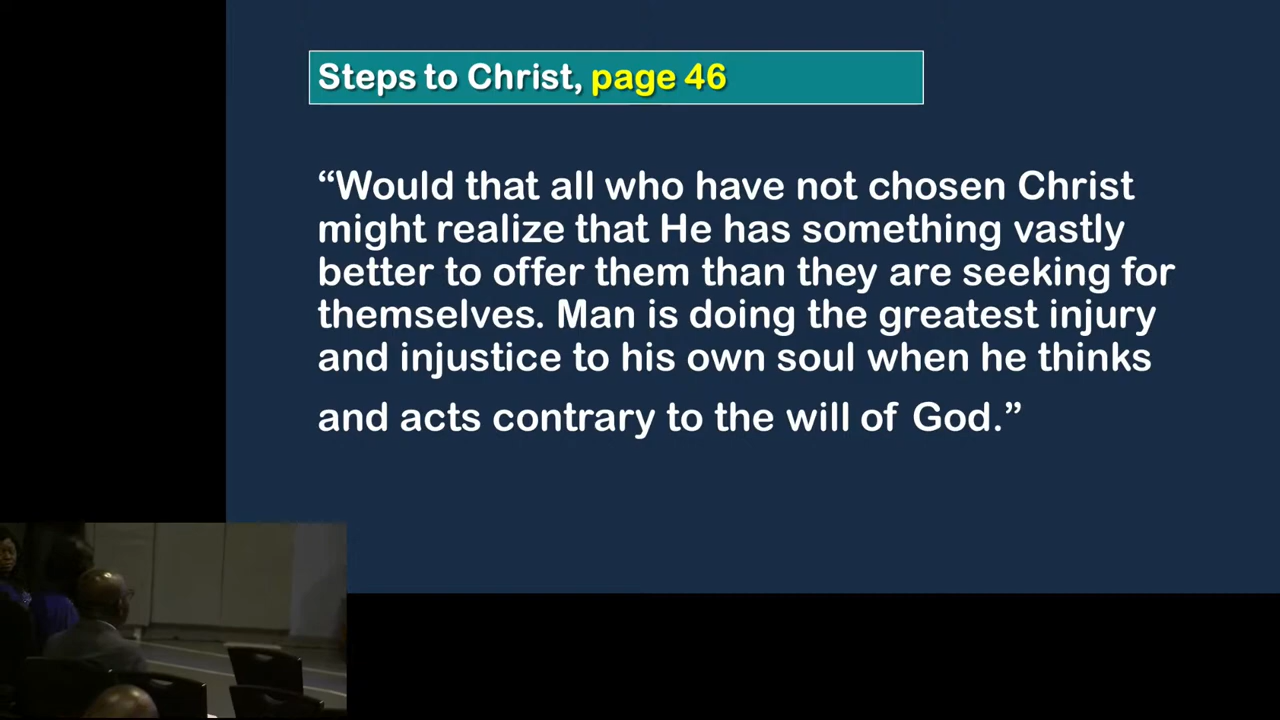 Steps to Christ, page 46
“Would that all who have not chosen Christ
might realize that He has something vastly
better to offer them than they are seeking for
themselves. Man is doing the greatest injury
and injustice to his own soul when he thinks
and acts contrary to the will of God.”